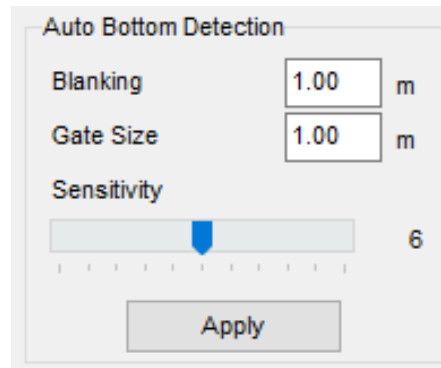 Auto Bottom Detection
Blanking 1.00 m
Gate Size 1.00 m
Sensitivity
6
Apply